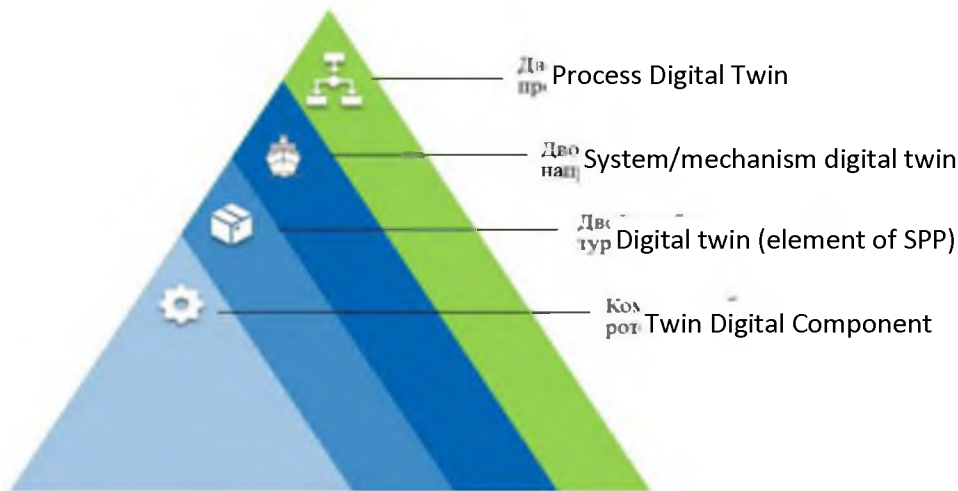 Process Digital Twin
System/mechanism digital twin
Digital twin (element of SPP)
Twin Digital Component